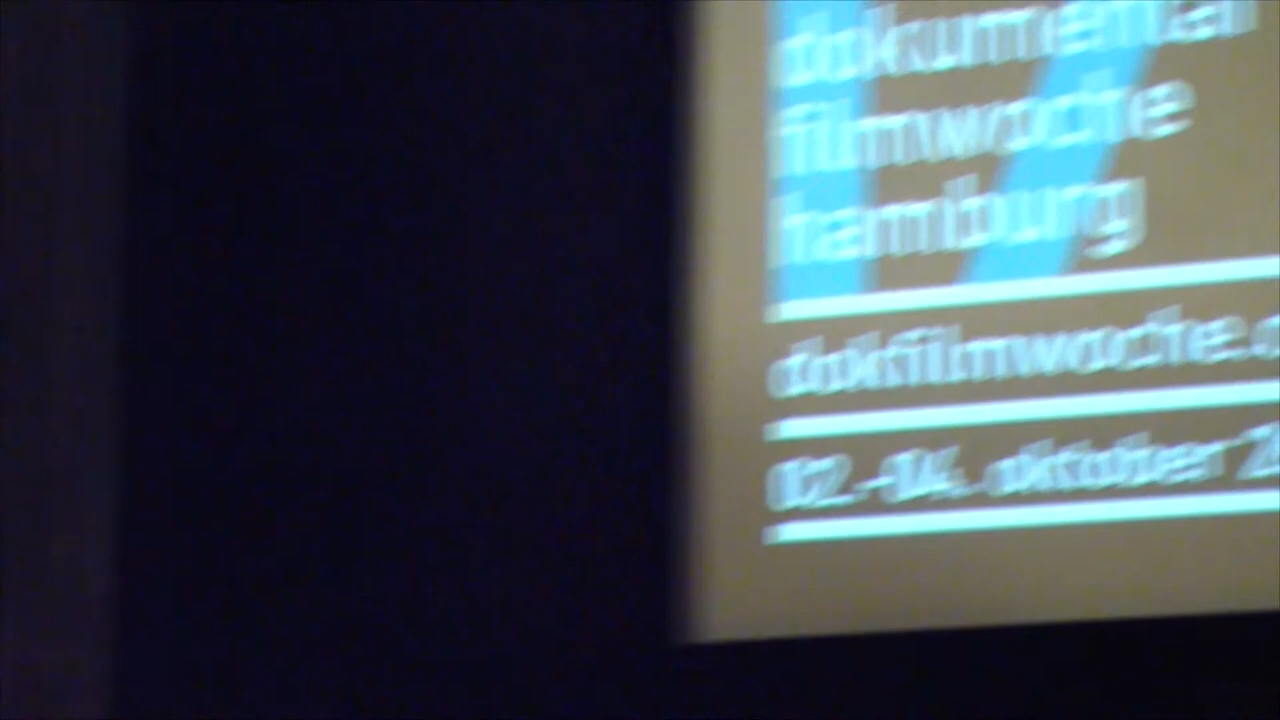 dokumentar
filmwoche
hamburg
dokfilmwoche.
02.-04. oktober